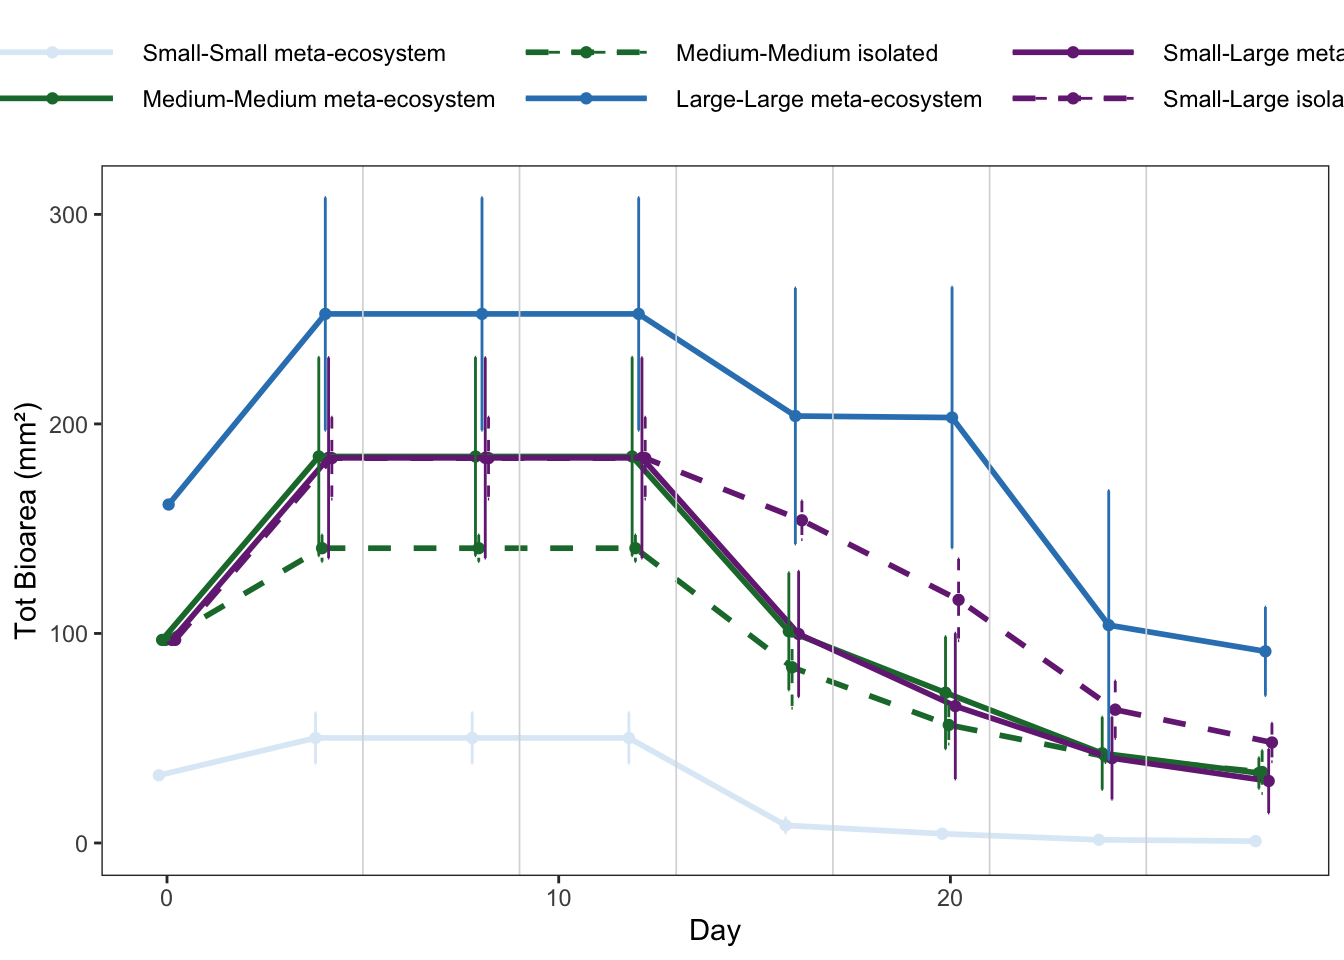 Small-Small meta-ecosystem Medium-Medium isolated Small-Large meta
Medium-Medium meta-ecosystem Large-Large meta-ecosystem Small-Large isola
300
200
100
0
Tot Bioarea (mm²)
0 10 20
Day